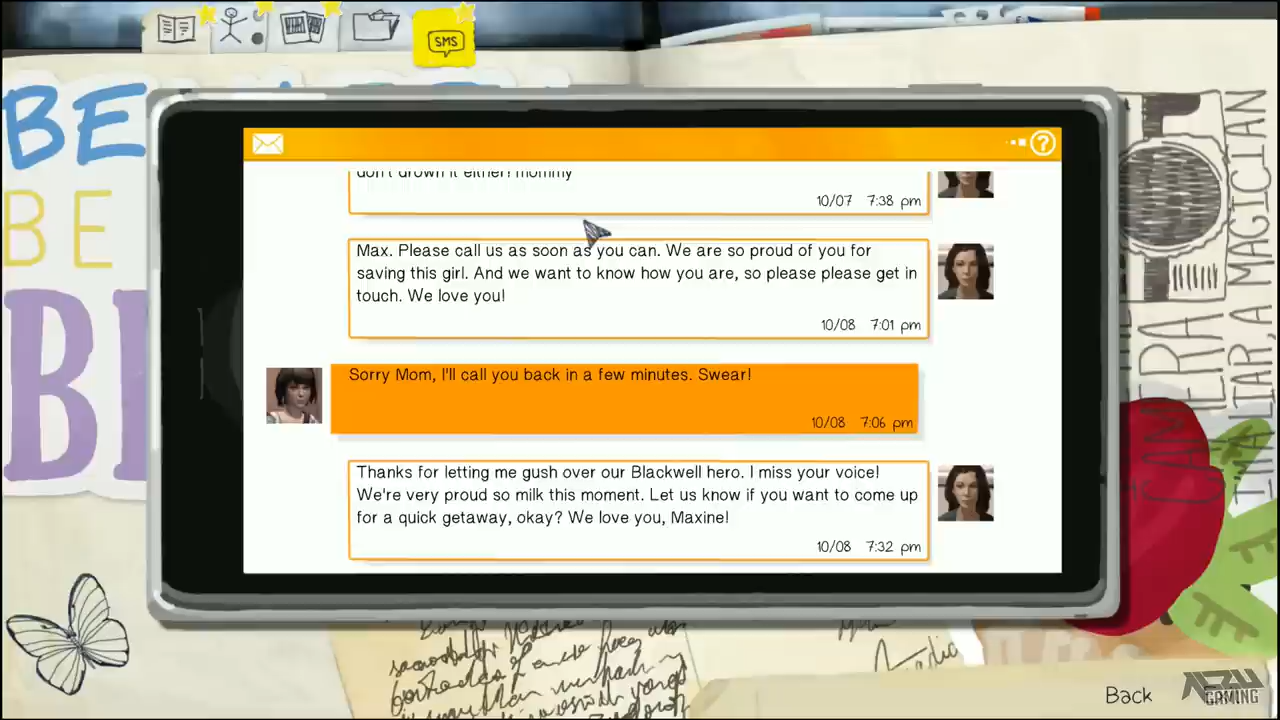 SMS
BE
BE
don't drown it either! mommy
10/07 7:38 pm
Max. Please call us as soon as you can. We are so proud of you for
saving this girl. And we want to know how you are, so please please get in
touch. We love you!
10/08 7:01 pm
Sorry Mom, I'll call you back in a few minutes. Swear!
10/08 7:06 pm
Thanks for letting me gush over our Blackwell hero. I miss your voice!
We're very proud so milk this moment. Let us know if you want to come up
for a quick getaway, okay? We love you, Maxine!
10/08 7:32 pm
Back
GAMING